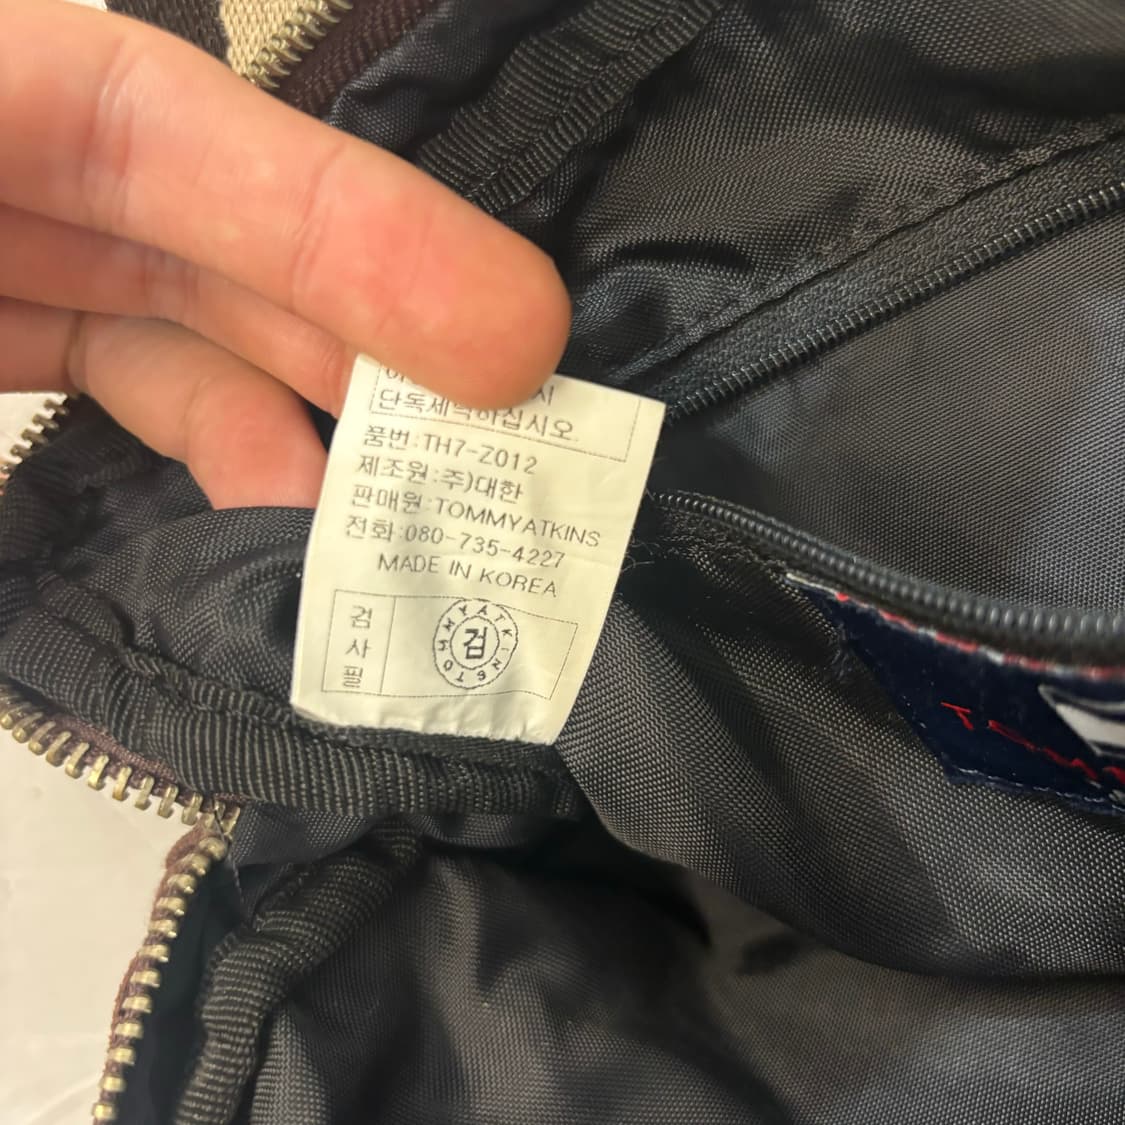 단독세탁하십시오.
품번:TH7-Z012
제조원:주)대한
판매원:TOMMYATKINS
전화:080-735-4227
MADE IN KOREA
검사필
TOMMYATKINS
검